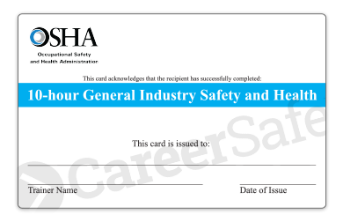 OSHA
Occupational Safety
and Health Administration
This card acknowledges that the recipient has successfully completed:
10-hour General Industry Safety and Health
This card is issued to:
CareerSafe
Trainer Name
Date of Issue